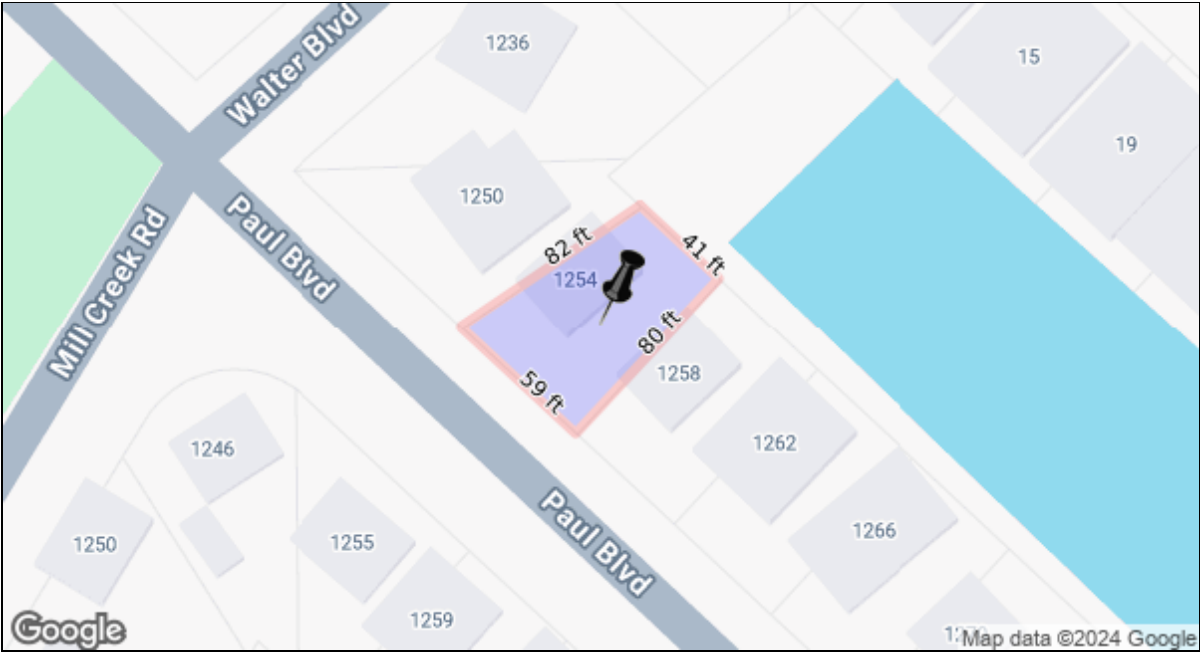 1236
15
Walter Blvd
19
1250
Paul Blvd
82 ft
41 ft
1254
Mill Creek Rd
80 ft
1258
59 ft
1262
1246
1266
Paul Blvd
1250
1255
1259
Google
Map data ©2024 Google